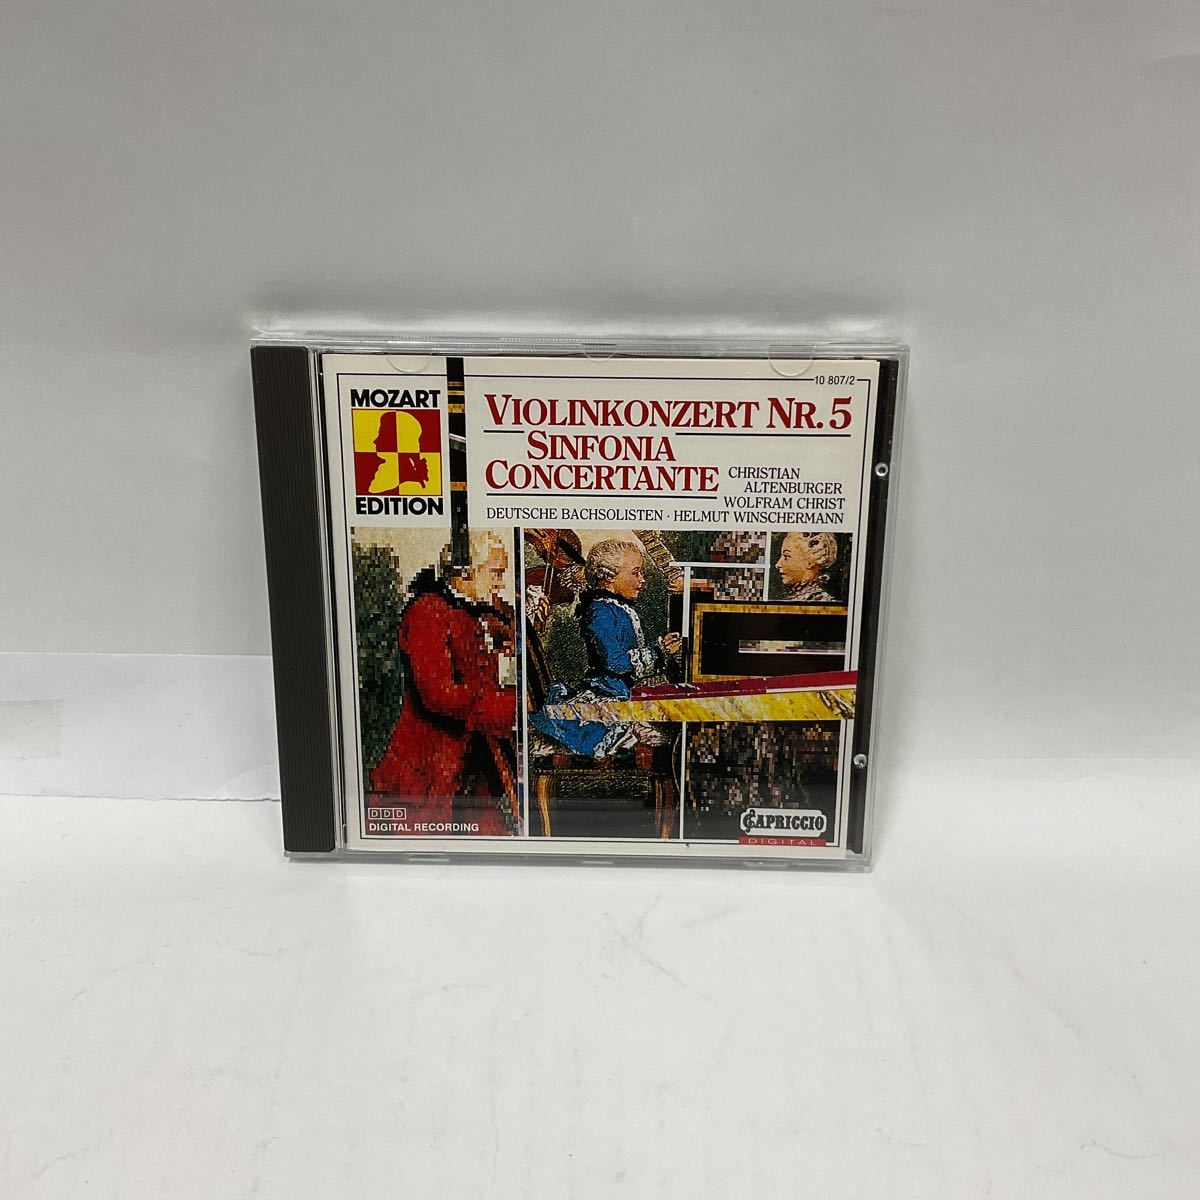 10 807/2
MOZART
EDITION
VIOLINKONZERT NR. 5
SINFONIA
CONCERTANTE
CHRISTIAN
ALTENBURGER
WOLFRAM CHRIST
DEUTSCHE BACHSOLISTEN · HELMUT WINSCHERMANN
DDD
DIGITAL RECORDING
CAPRICCIO
DIGITAL